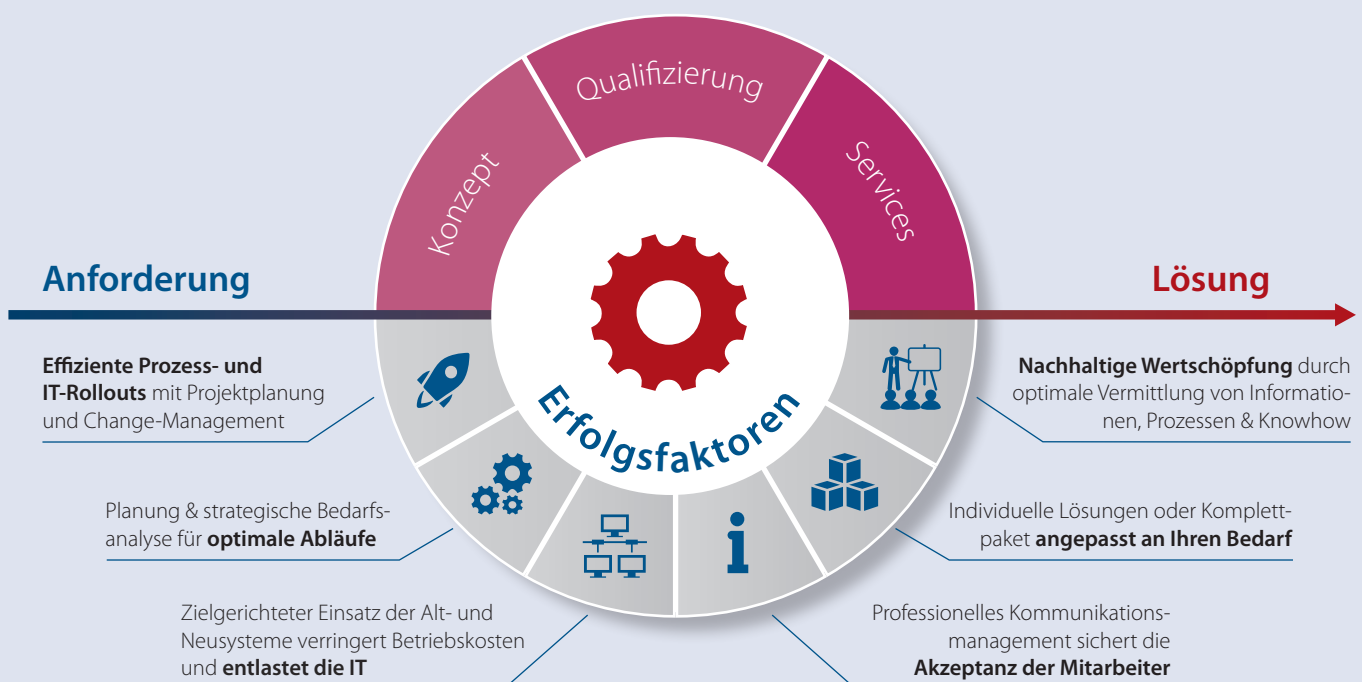 Qualifizierung
Konzept
Services
Anforderung
Lösung
Effiziente Prozess- und
IT-Rollouts mit Projektplanung
und Change-Management
Nachhaltige Wertschöpfung durch
optimale Vermittlung von Informatio-
nen, Prozessen & Knowhow
Erfolgsfaktoren
Planung & strategische Bedarfs-
analyse für optimale Abläufe
Individuelle Lösungen oder Komplett-
paket angepasst an Ihren Bedarf
Zielgerichteter Einsatz der Alt- und
Neusysteme verringert Betriebskosten
und entlastet die IT
Professionelles Kommunikations-
management sichert die
Akzeptanz der Mitarbeiter